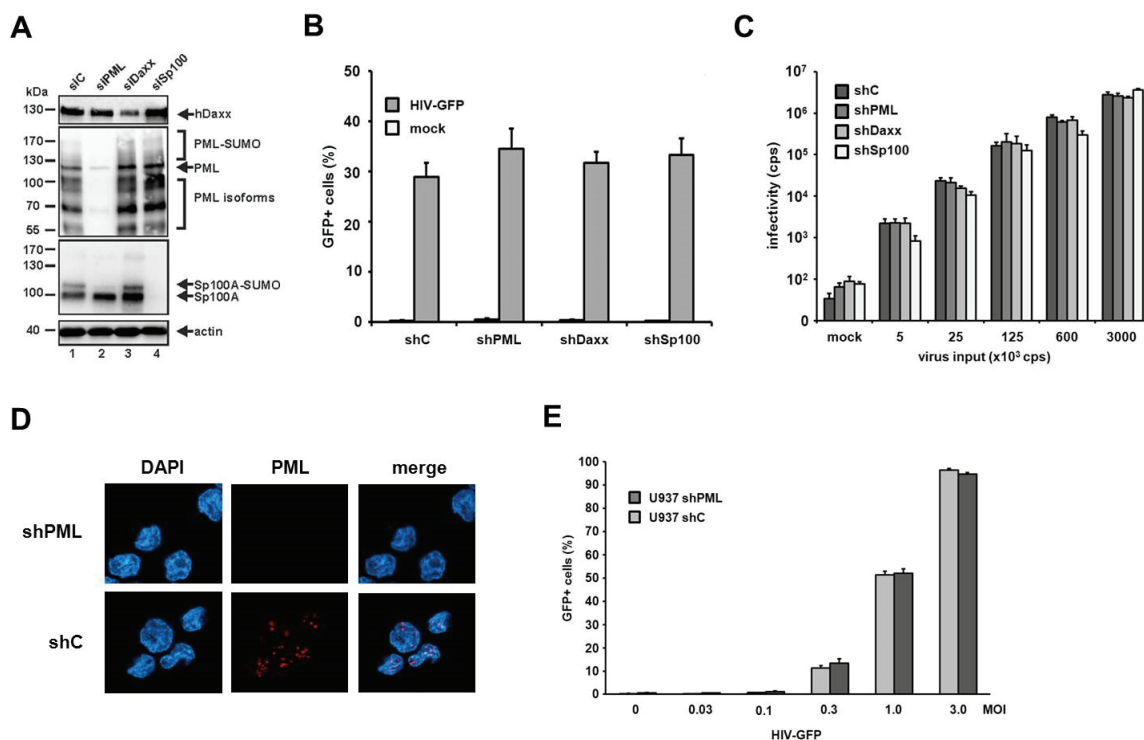 A
siC siPML siDaxx siSp100
kDa
130
hDaxx
170
130
100
70
55
PML-SUMO
PML
PML isoforms
170
130
100
Sp100A-SUMO
Sp100A
40
actin
1 2 3 4
B
GFP+ cells (%)
50
40
30
20
10
0
HIV-GFP
mock
shC shPML shDaxx shSp100
C
infectivity (cps)
10⁷
10⁶
10⁵
10⁴
10³
10²
0
shC
shPML
shDaxx
shSp100
mock 5 25 125 600 3000
virus input (x10³ cps)
D
DAPI PML merge
shPML
shC
E
GFP+ cells (%)
100
90
80
70
60
50
40
30
20
10
0
U937 shPML
U937 shC
0 0.03 0.1 0.3 1.0 3.0 MOI
HIV-GFP